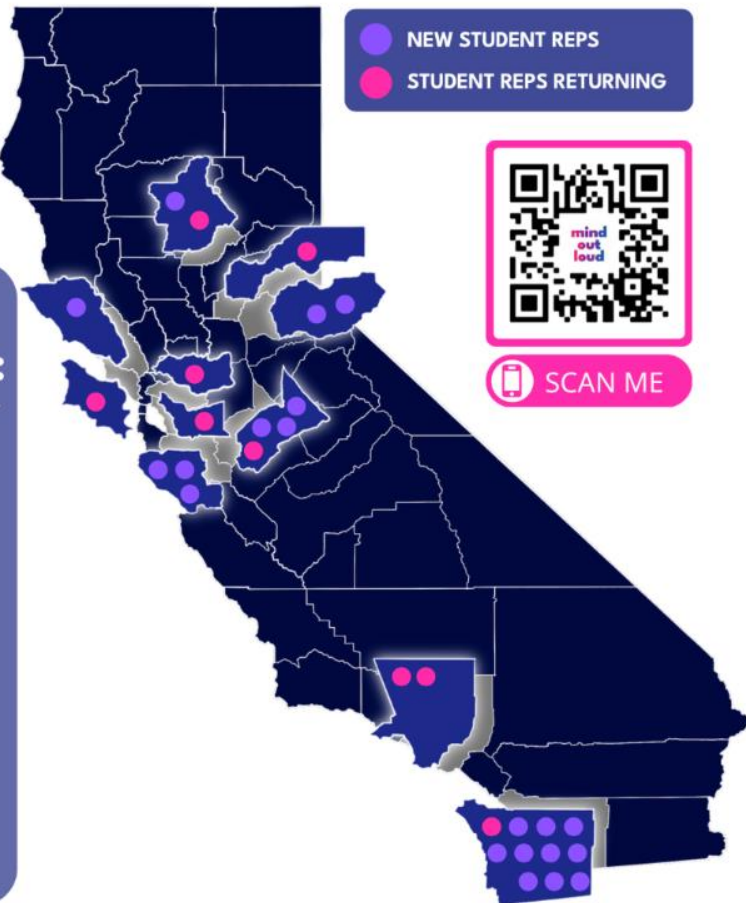 NEW STUDENT REPS
STUDENT REPS RETURNING
mind
out
loud
SCAN ME